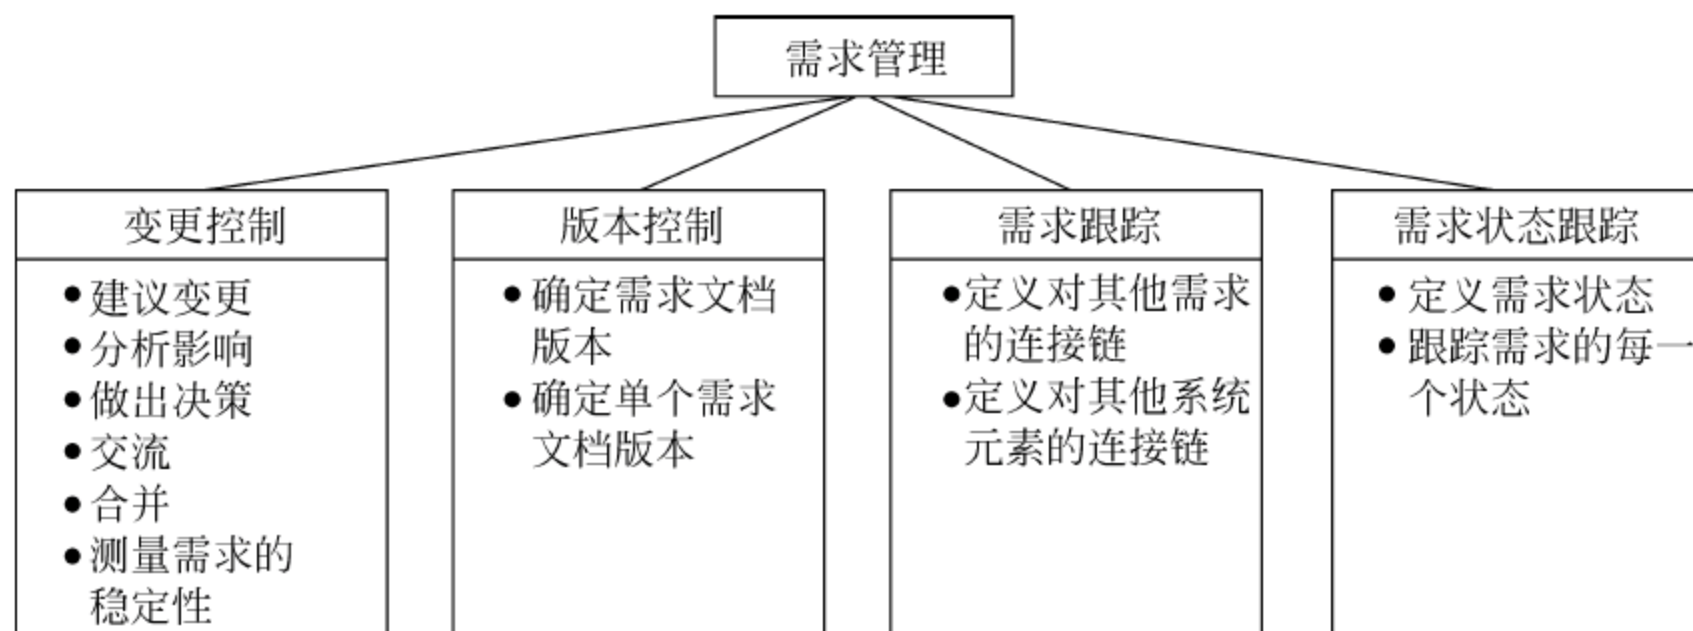 需求管理
变更控制
● 建议变更
● 分析影响
● 做出决策
● 交流
● 合并
● 测量需求的
稳定性
版本控制
● 确定需求文档
版本
● 确定单个需求
文档版本
需求跟踪
●定义对其他需求
的连接链
●定义对其他系统
元素的连接链
需求状态跟踪
● 定义需求状态
● 跟踪需求的每一
个状态